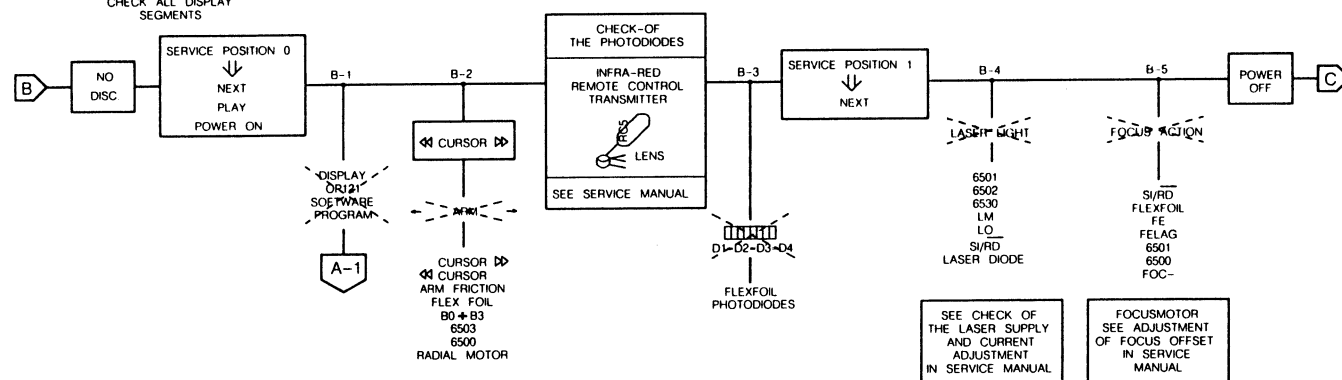 CHECK ALL DISPLAY
SEGMENTS
B
NO
DISC
SERVICE POSITION 0
NEXT
PLAY
POWER ON
B-1
DISPLAY
SOFTWARE
PROGRAM
A-1
B-2
CURSOR
ARM
CURSOR
CURSOR
ARM FRICTION
FLEX FOIL
B0 + B3
6503
6500
RADIAL MOTOR
CHECK-OF
THE PHOTODIODES
INFRA-RED
REMOTE CONTROL
TRANSMITTER
RC5
LENS
SEE SERVICE MANUAL
B-3
D1-D2-D3-D4
FLEXFOIL
PHOTODIODES
SERVICE POSITION 1
NEXT
B-4
LASER LIGHT
6501
6502
6530
LM
LO
SI/RD
LASER DIODE
SEE CHECK OF
THE LASER SUPPLY
AND CURRENT
ADJUSTMENT
IN SERVICE MANUAL
B-5
FOCUS ACTION
SI/RD
FLEXFOIL
FE
FELAG
6501
6500
FOC-
FOCUSMOTOR
SEE ADJUSTMENT
OF FOCUS OFFSET
IN SERVICE
MANUAL
POWER
OFF
C